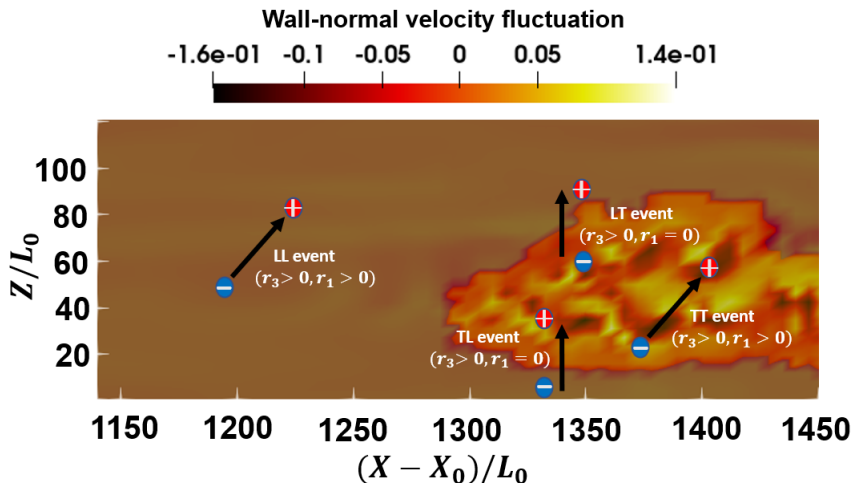 Wall-normal velocity fluctuation
-1.6e-01 -0.1 -0.05 0 0.05 1.4e-01
Z/L₀
100
80
60
40
20
LL event
(r₃> 0, r₁ > 0)
LT event
(r₃> 0, r₁ = 0)
TL event
(r₃> 0, r₁ = 0)
TT event
(r₃> 0, r₁ > 0)
1150 1200 1250 1300 1350 1400 1450
(X − X₀)/L₀